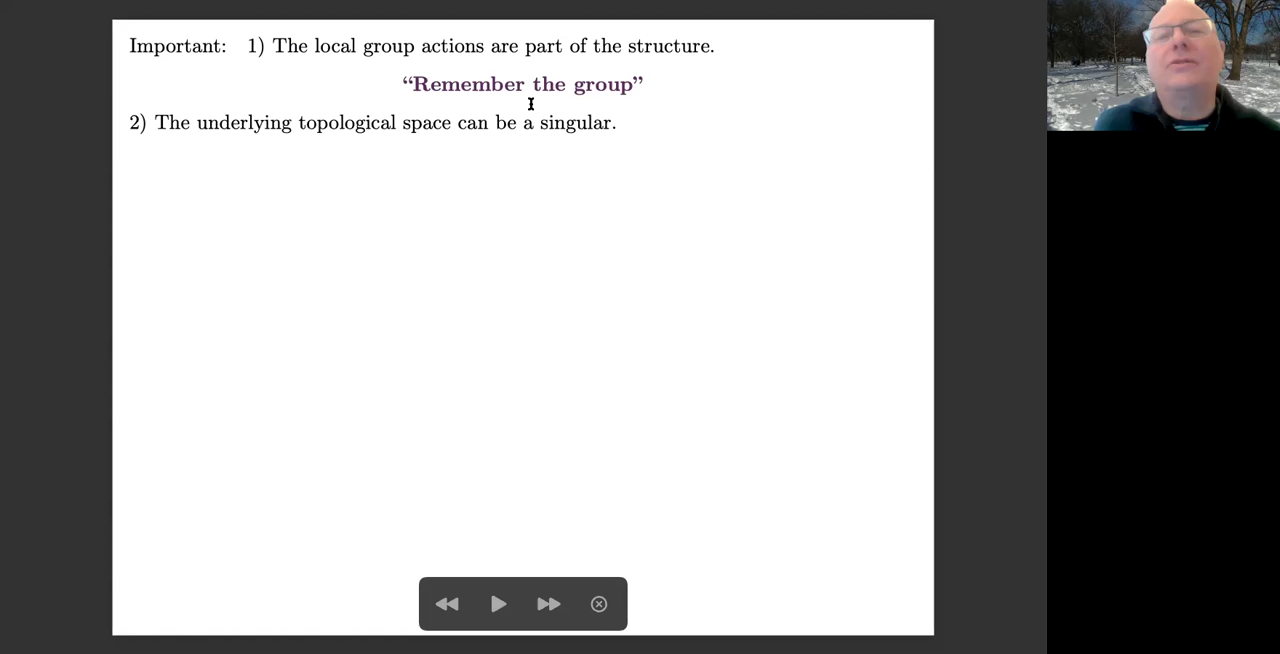 Important: 1) The local group actions are part of the structure.
“Remember the group”
2) The underlying topological space can be a singular.